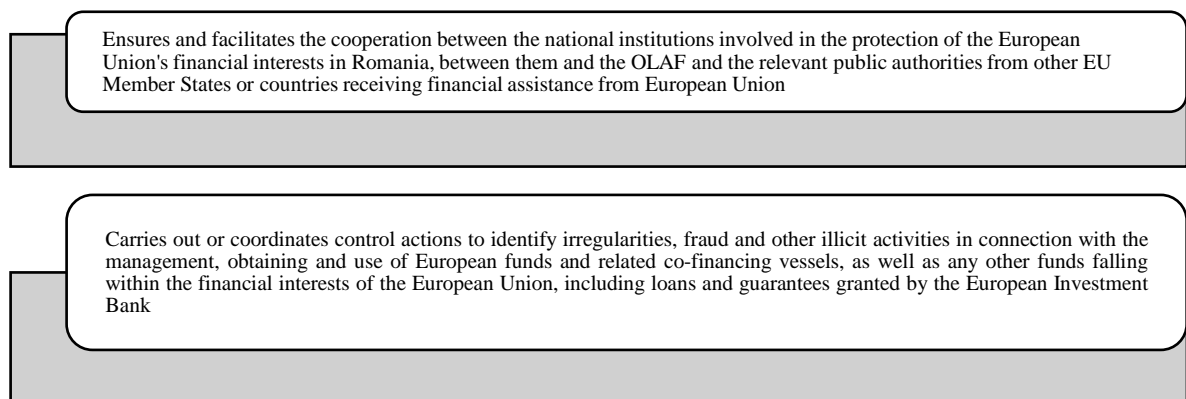 Ensures and facilitates the cooperation between the national institutions involved in the protection of the European
Union's financial interests in Romania, between them and the OLAF and the relevant public authorities from other EU
Member States or countries receiving financial assistance from European Union
Carries out or coordinates control actions to identify irregularities, fraud and other illicit activities in connection with the
management, obtaining and use of European funds and related co-financing vessels, as well as any other funds falling
within the financial interests of the European Union, including loans and guarantees granted by the European Investment
Bank